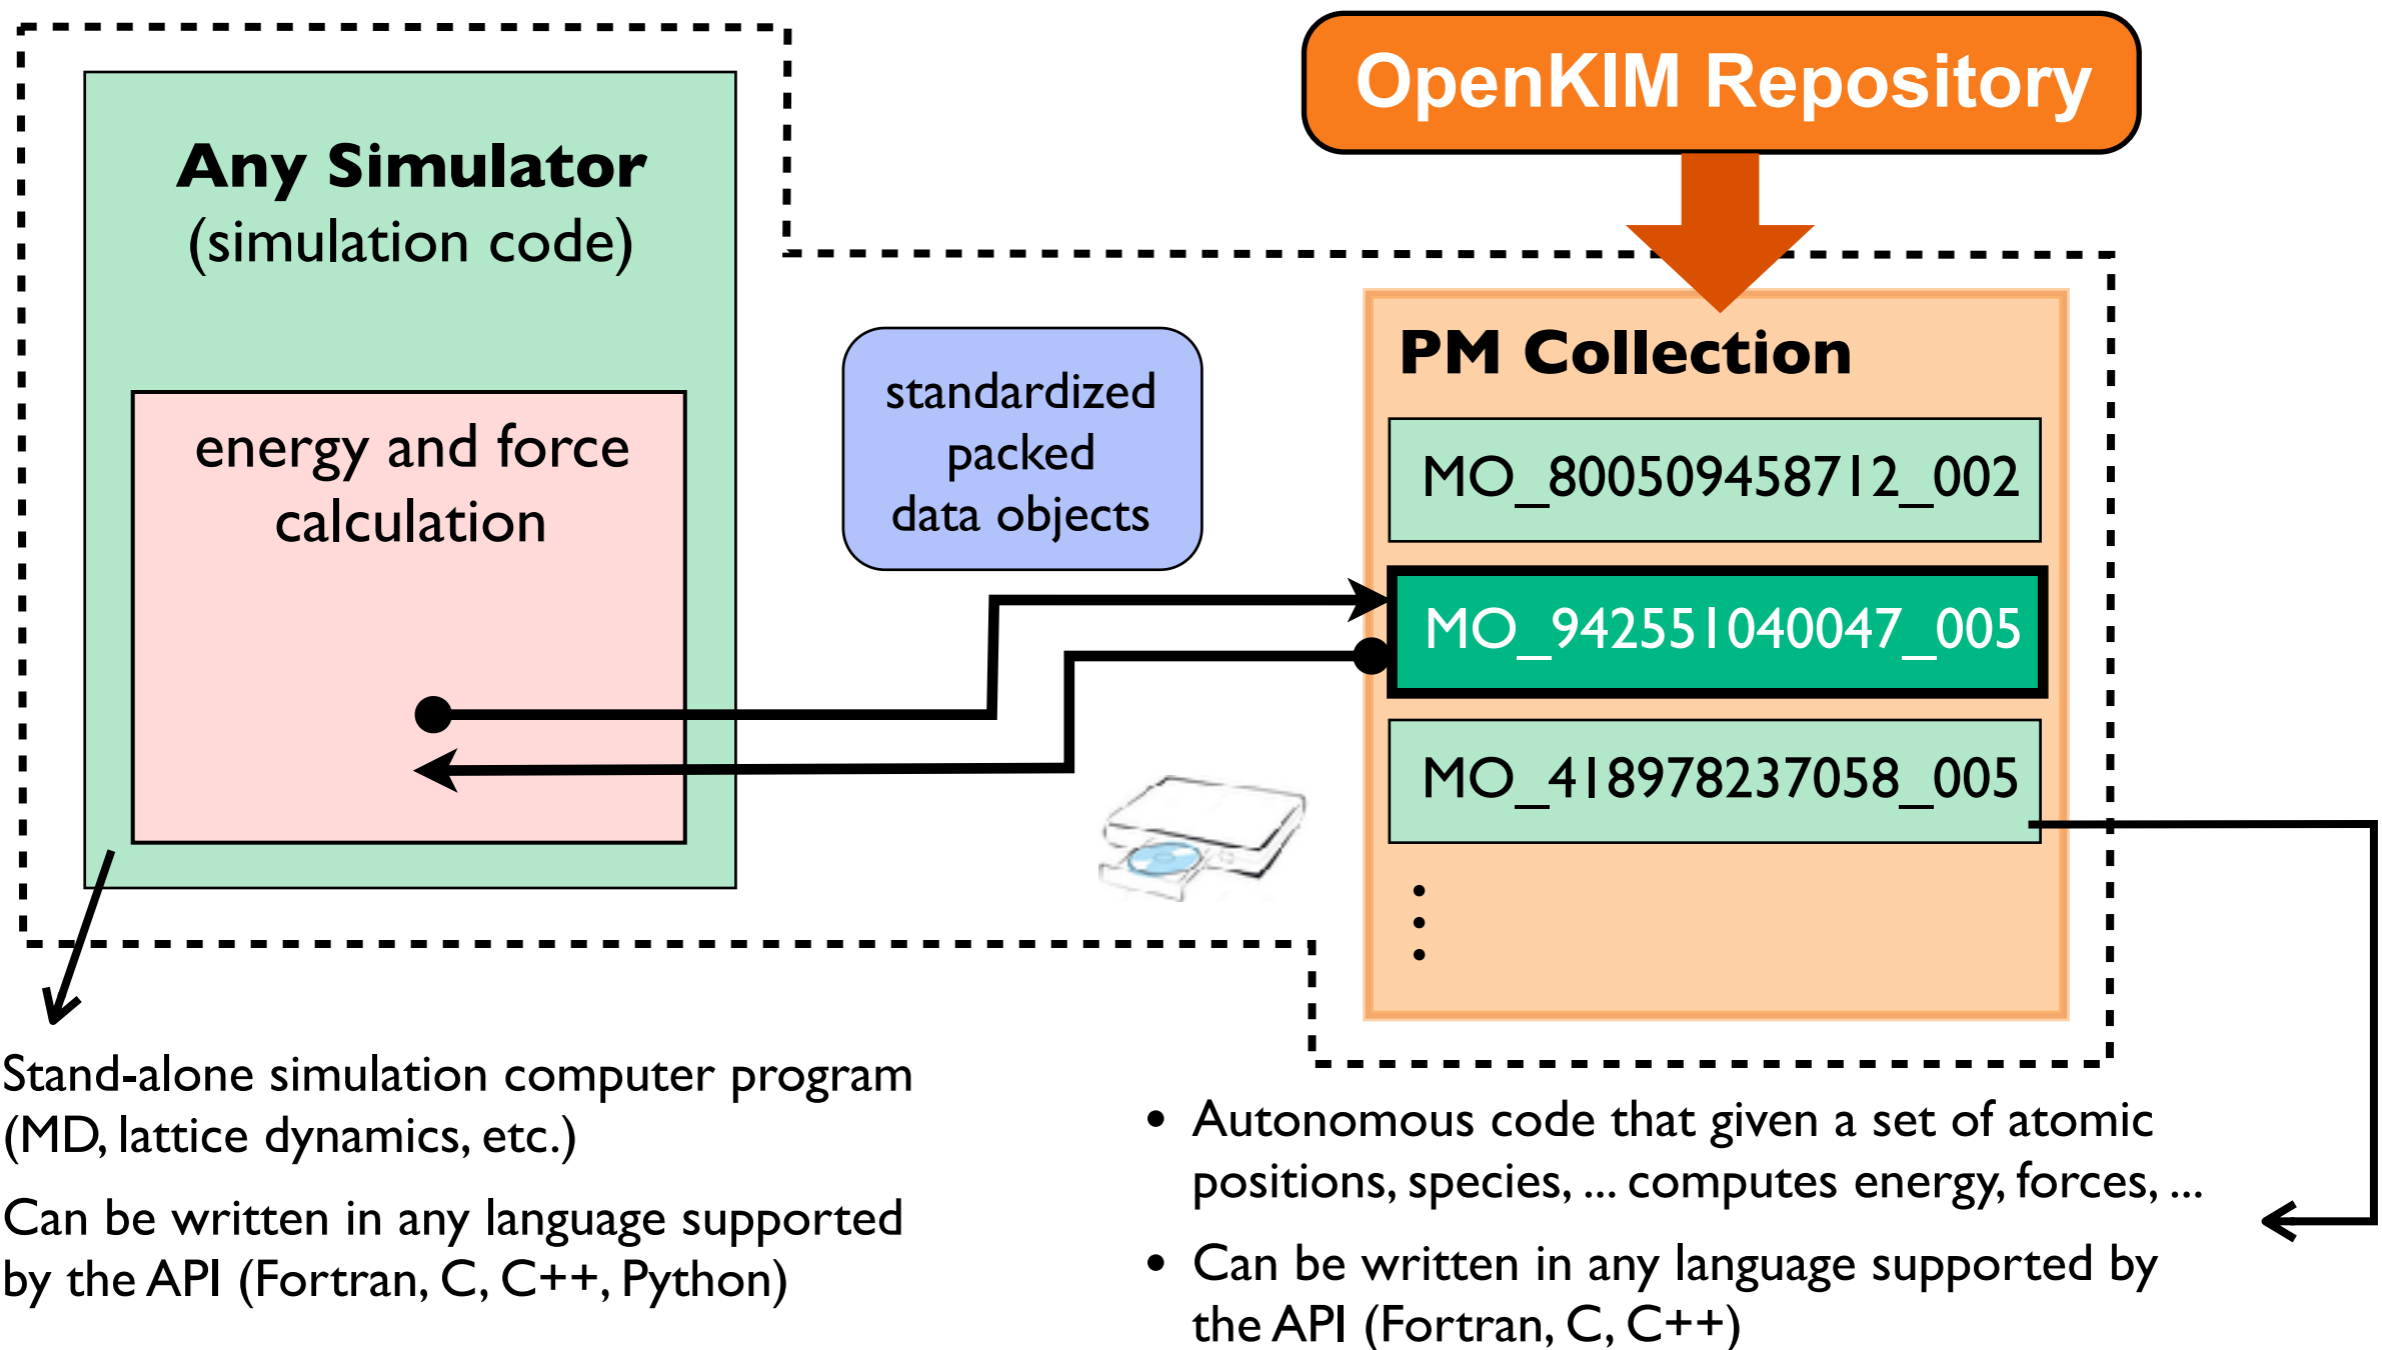 OpenKIM Repository
Any Simulator
(simulation code)
energy and force
calculation
standardized
packed
data objects
PM Collection
MO_800509458712_002
MO_942551040047_005
MO_418978237058_005
Stand-alone simulation computer program
(MD, lattice dynamics, etc.)
Can be written in any language supported
by the API (Fortran, C, C++, Python)
• Autonomous code that given a set of atomic
positions, species, ... computes energy, forces, ...
• Can be written in any language supported by
the API (Fortran, C, C++)